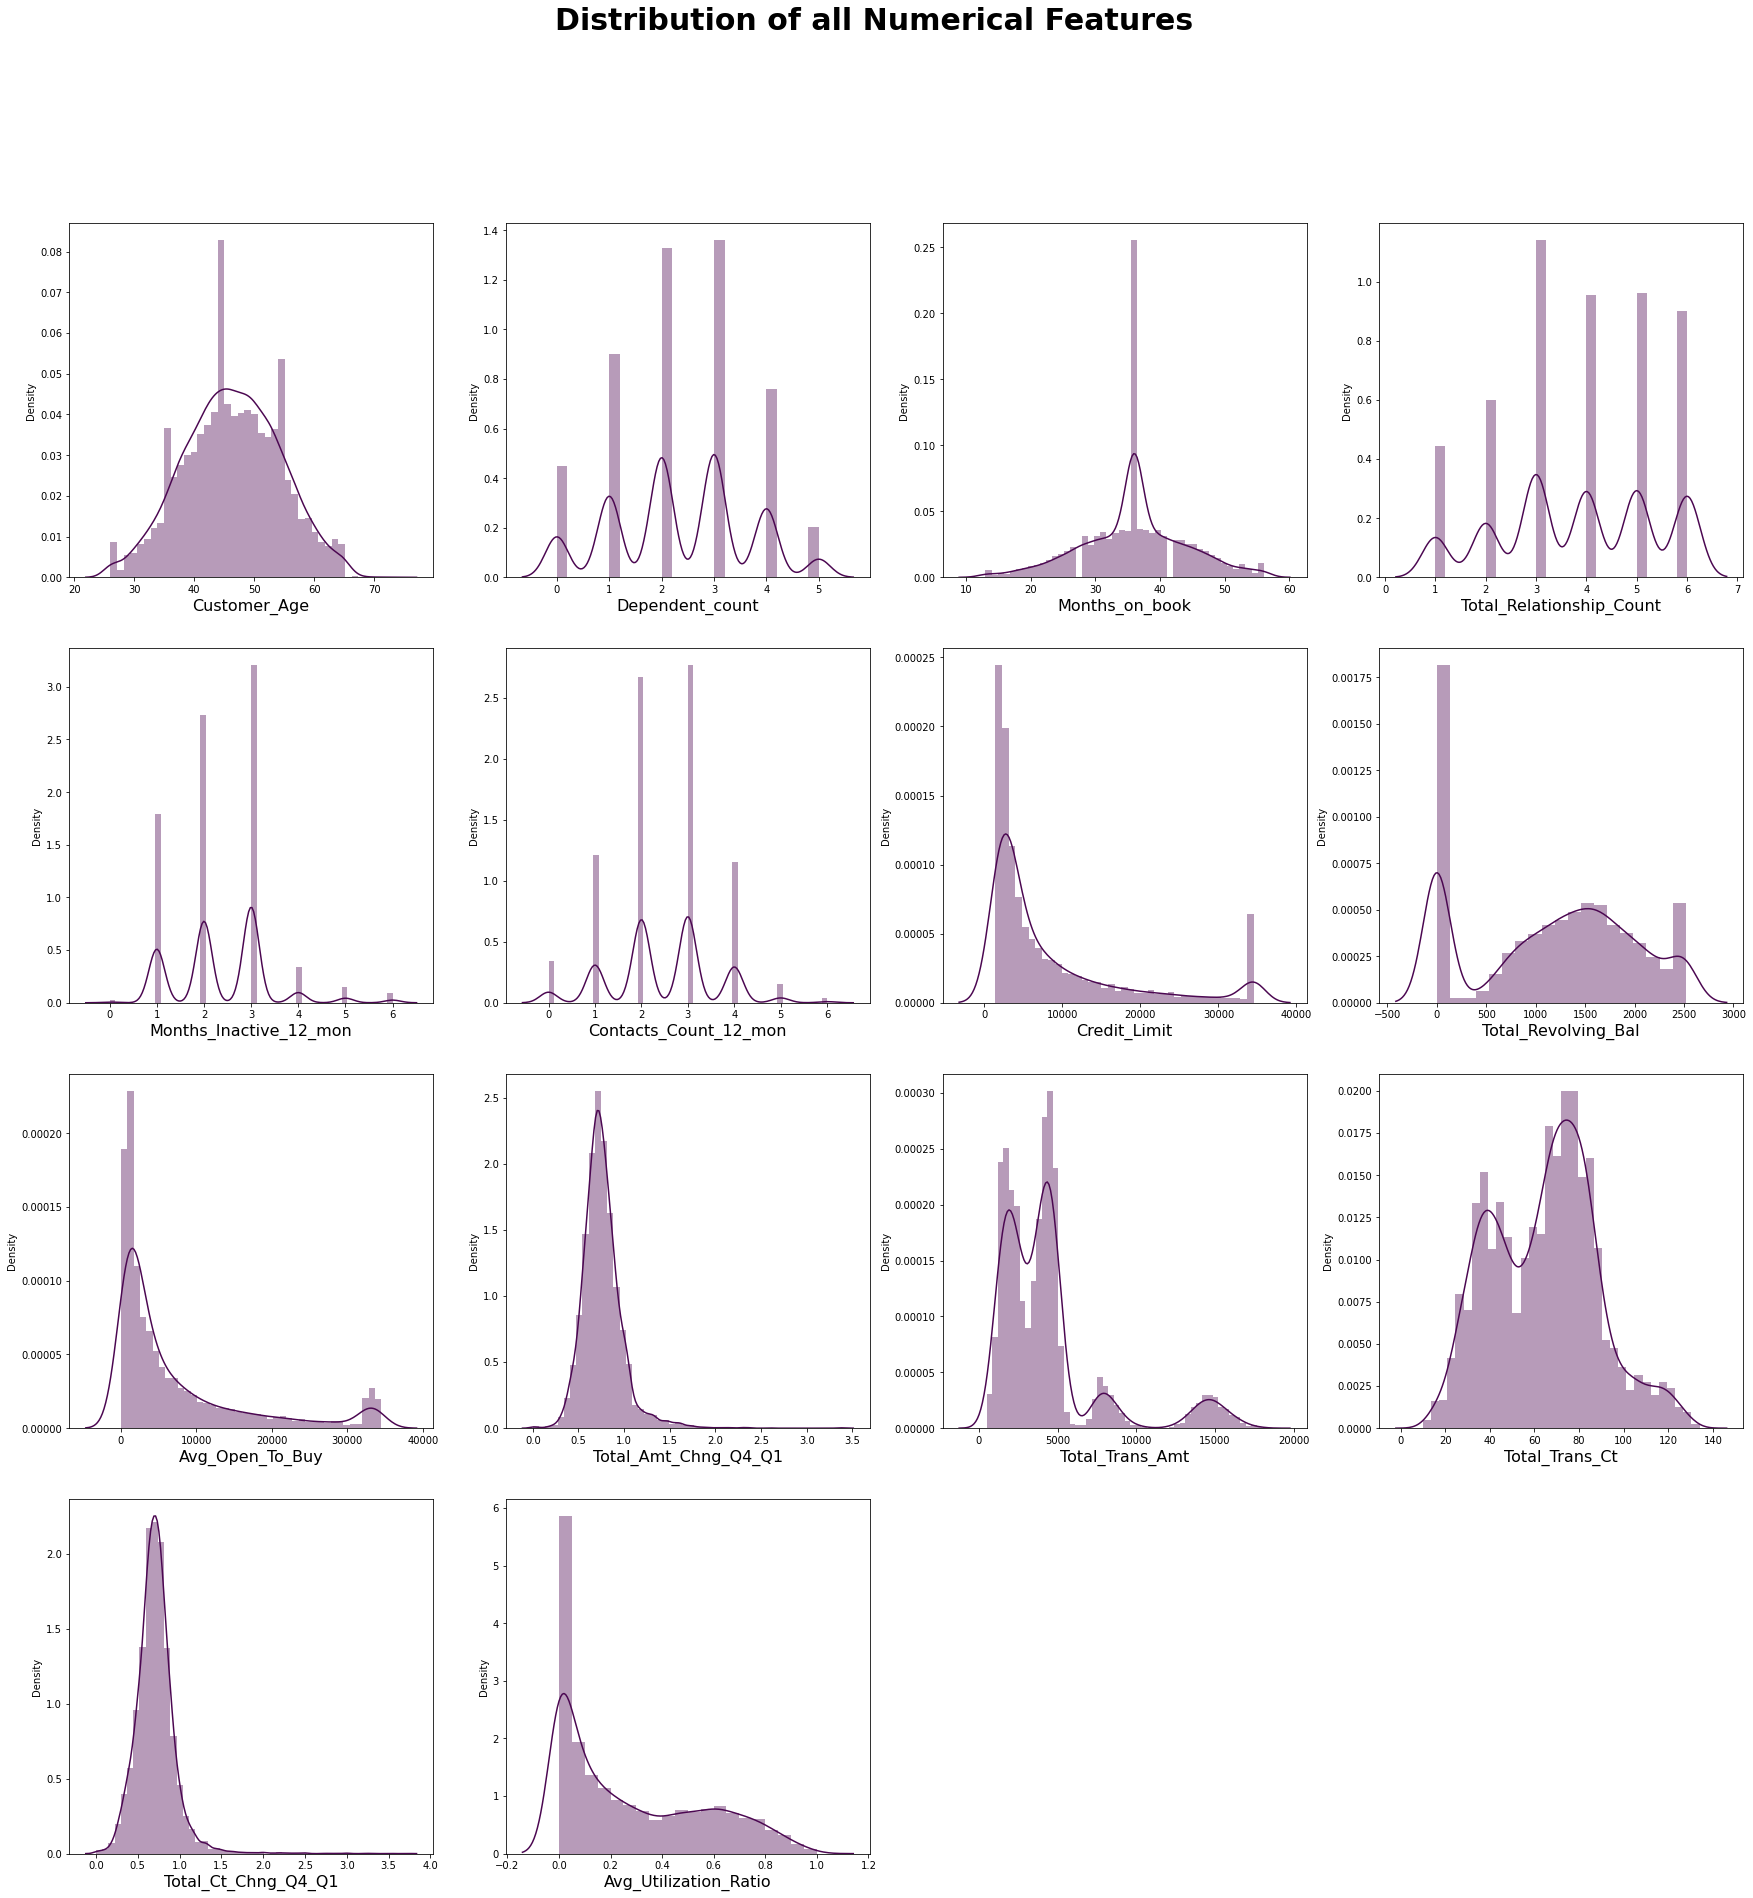 Distribution of all Numerical Features
0.08
0.07
0.06
0.05
0.04
0.03
0.02
0.01
0.00
Density
20 30 40 50 60 70
Customer_Age
1.4
1.2
1.0
0.8
0.6
0.4
0.2
0.0
Density
0 1 2 3 4 5
Dependent_count
0.25
0.20
0.15
0.10
0.05
0.00
Density
10 20 30 40 50 60
Months_on_book
1.0
0.8
0.6
0.4
0.2
0.0
Density
0 1 2 3 4 5 6 7
Total_Relationship_Count
3.0
2.5
2.0
1.5
1.0
0.5
0.0
Density
0 1 2 3 4 5 6
Months_Inactive_12_mon
2.5
2.0
1.5
1.0
0.5
0.0
Density
0 1 2 3 4 5 6
Contacts_Count_12_mon
0.00025
0.00020
0.00015
0.00010
0.00005
0.00000
Density
0 10000 20000 30000 40000
Credit_Limit
0.00175
0.00150
0.00125
0.00100
0.00075
0.00050
0.00025
0.00000
Density
−500 0 500 1000 1500 2000 2500 3000
Total_Revolving_Bal
0.00020
0.00015
0.00010
0.00005
0.00000
Density
0 10000 20000 30000 40000
Avg_Open_To_Buy
2.5
2.0
1.5
1.0
0.5
0.0
Density
0.0 0.5 1.0 1.5 2.0 2.5 3.0 3.5
Total_Amt_Chng_Q4_Q1
0.00030
0.00025
0.00020
0.00015
0.00010
0.00005
0.00000
Density
0 5000 10000 15000 20000
Total_Trans_Amt
0.0200
0.0175
0.0150
0.0125
0.0100
0.0075
0.0050
0.0025
0.0000
Density
0 20 40 60 80 100 120 140
Total_Trans_Ct
2.0
1.5
1.0
0.5
0.0
Density
0.0 0.5 1.0 1.5 2.0 2.5 3.0 3.5 4.0
Total_Ct_Chng_Q4_Q1
6
5
4
3
2
1
0
Density
−0.2 0.0 0.2 0.4 0.6 0.8 1.0 1.2
Avg_Utilization_Ratio